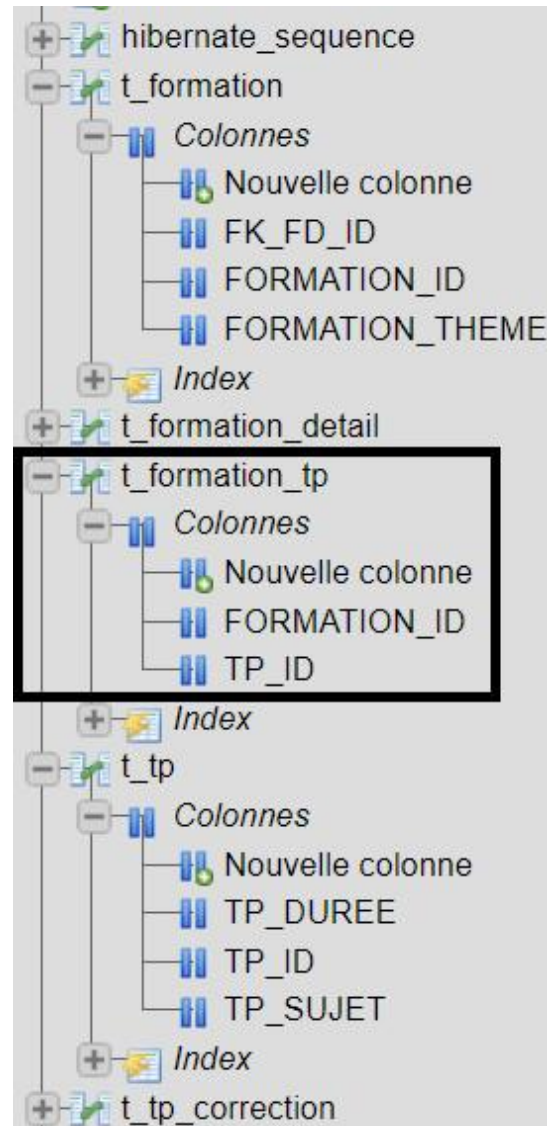 hibernate_sequence
t_formation
Colonnes
Nouvelle colonne
FK_FD_ID
FORMATION_ID
FORMATION_THEME
Index
t_formation_detail
t_formation_tp
Colonnes
Nouvelle colonne
FORMATION_ID
TP_ID
Index
t_tp
Colonnes
Nouvelle colonne
TP_DUREE
TP_ID
TP_SUJET
Index
t_tp_correction